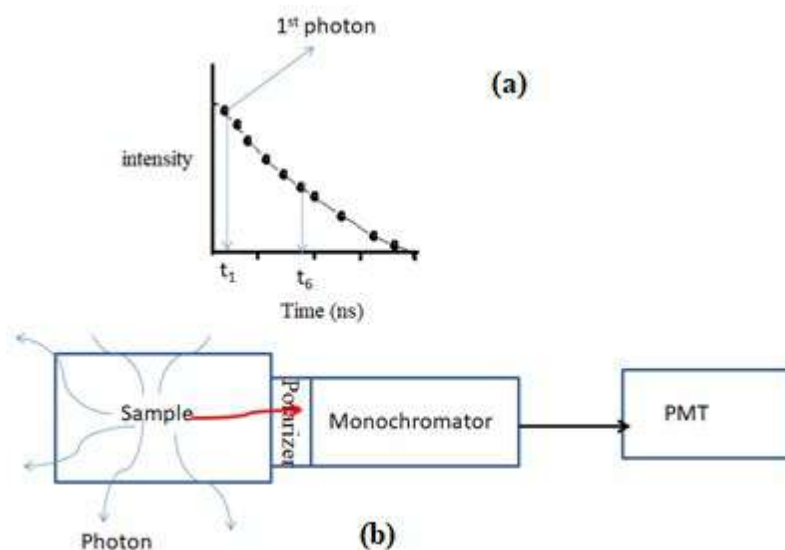 1st photon
(a)
intensity
t1
t6
Time (ns)
Sample
Polarizer
Monochromator
PMT
Photon
(b)